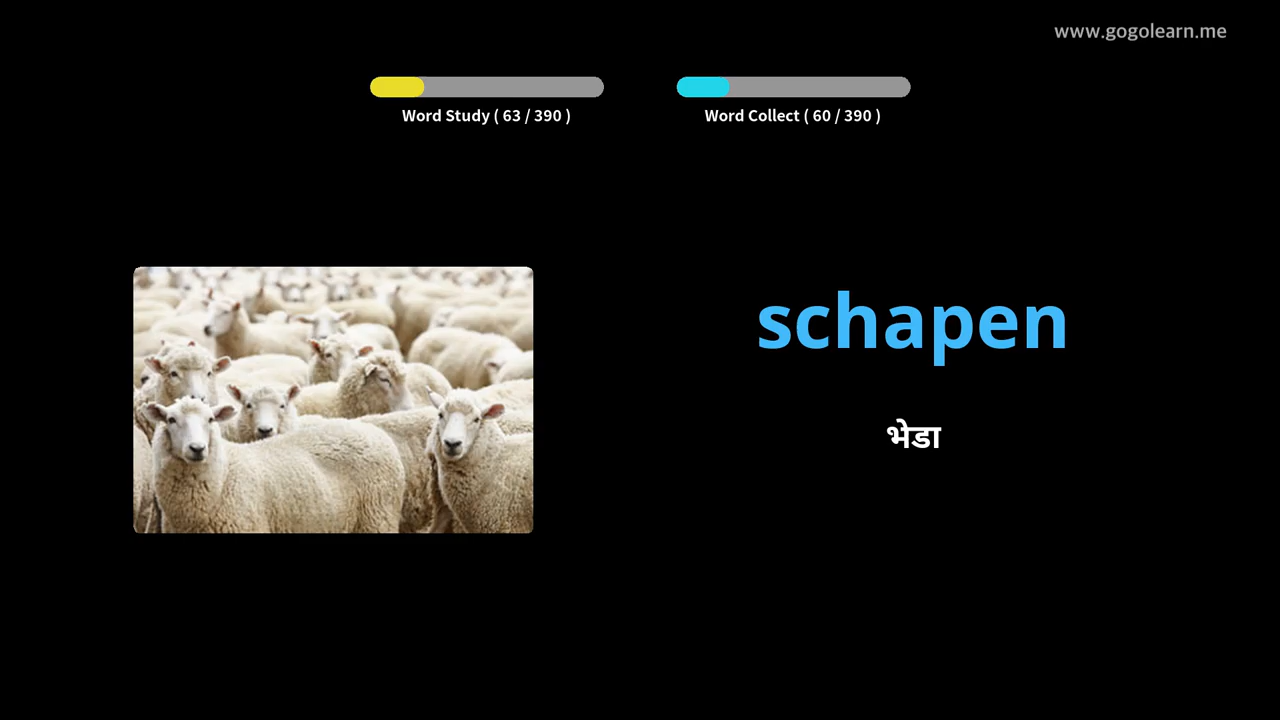 www.gogolearn.me
Word Study ( 63 / 390 )
Word Collect ( 60 / 390 )
schapen
भेडा